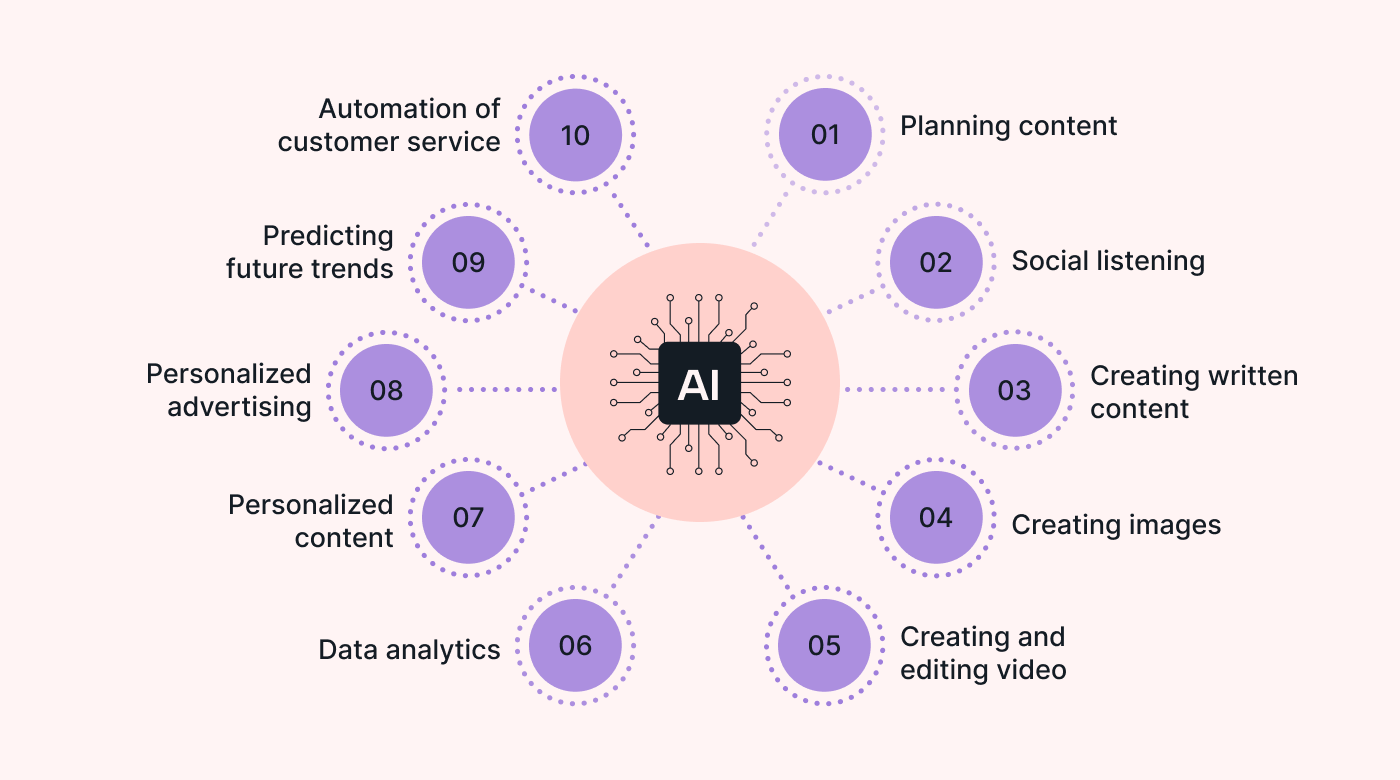 AI
01
Planning content
02
Social listening
03
Creating written
content
04
Creating images
05
Creating and
editing video
06
Data analytics
07
Personalized
content
08
Personalized
advertising
09
Predicting
future trends
10
Automation of
customer service